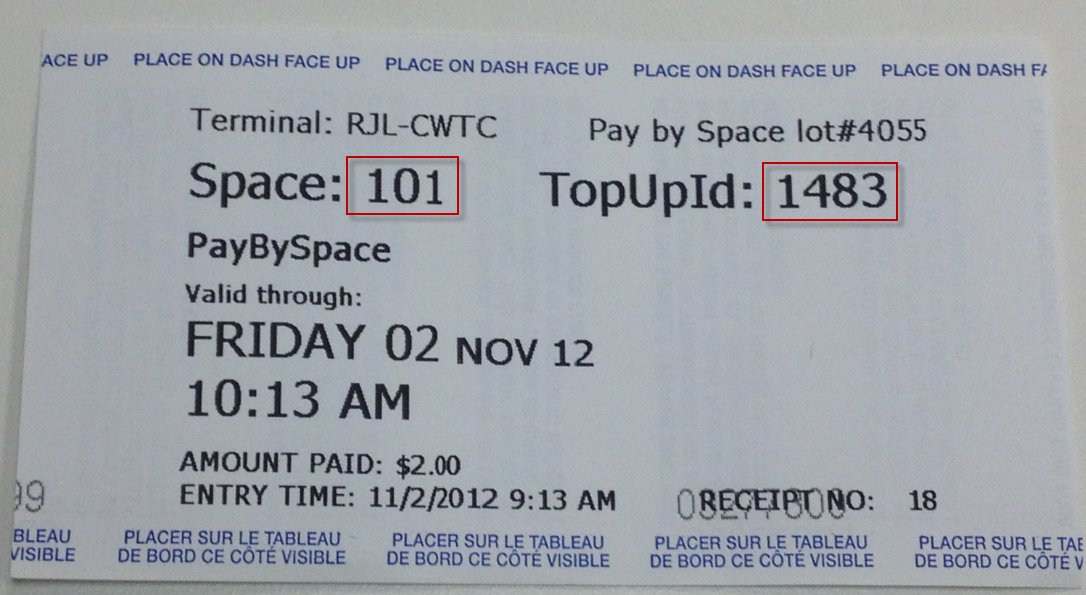 ACE UP PLACE ON DASH FACE UP PLACE ON DASH FACE UP PLACE ON DASH FACE UP PLACE ON DASH FA
Terminal: RJL-CWTC Pay by Space lot#4055
Space: 101 TopUpId: 1483
PayBySpace
Valid through:
FRIDAY 02 NOV 12
10:13 AM
AMOUNT PAID: $2.00
99
ENTRY TIME: 11/2/2012 9:13 AM RECEIPT NO: 18
BLEAU PLACER SUR LE TABLEAU PLACER SUR LE TABLEAU PLACER SUR LE TABLEAU PLACER SUR LE TAB
VISIBLE DE BORD CE CÔTÉ VISIBLE DE BORD CE CÔTÉ VISIBLE DE BORD CE CÔTÉ VISIBLE DE BORD CE CÔTÉ V